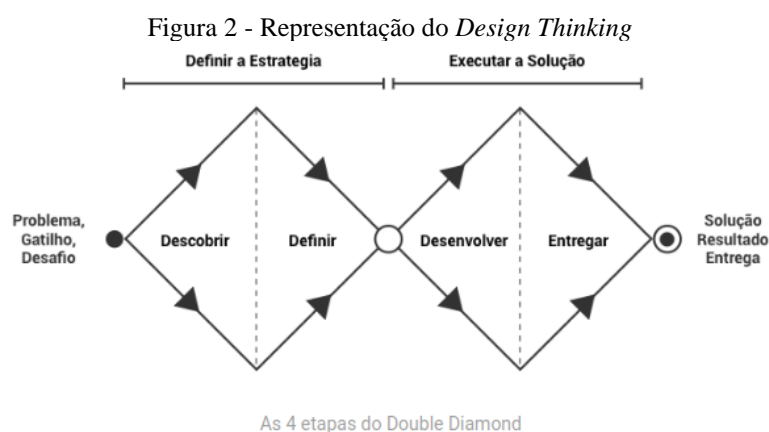 Figura 2 - Representação do Design Thinking
Definir a Estrategia
Executar a Solução
Problema,
Gatilho,
Desafio
Descobrir
Definir
Desenvolver
Entregar
Solução
Resultado
Entrega
As 4 etapas do Double Diamond